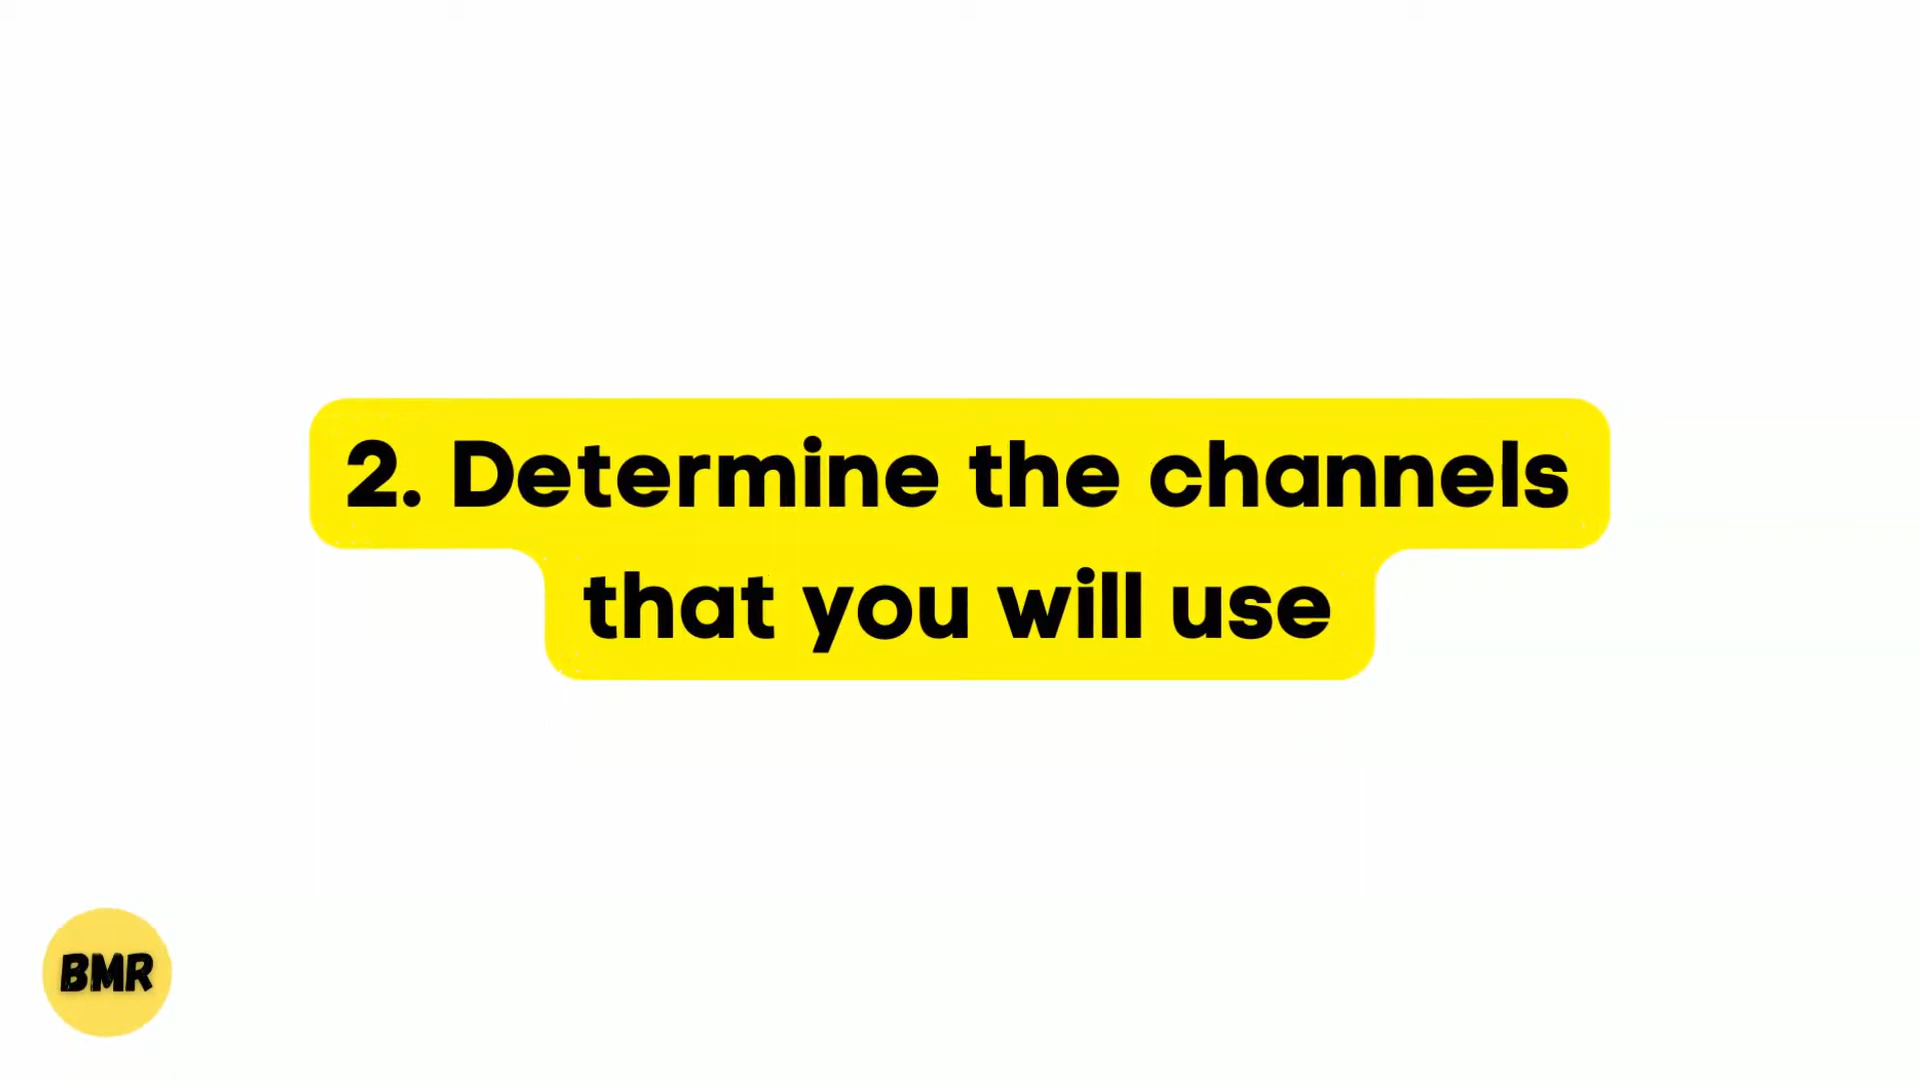 2. Determine the channels
that you will use
BMR